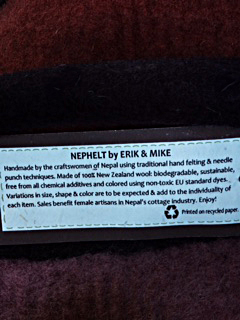 NEPHELT by ERIK & MIKE
Handmade by the craftswomen of Nepal using traditional hand felting & needle
punch techniques. Made of 100% New Zealand wool: biodegradable, sustainable,
free from all chemical additives and colored using non-toxic EU standard dyes.
Variations in size, shape & color are to be expected & add to the individuality of
each item. Sales benefit female artisans in Nepal's cottage industry. Enjoy!
Printed on recycled paper.